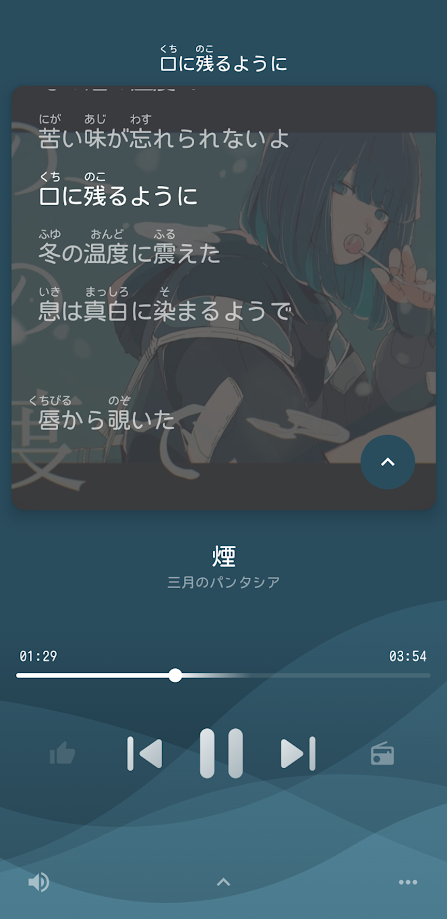 くち のこ
口に残るように
にが あじ わす
苦い味が忘れられないよ
くち のこ
口に残るように
ふゆ おんど ふる
冬の温度に震えた
いき まっしろ そ
息は真白に染まるようで
くちびる のぞ
唇から覗いた
度
煙
三月のパンタシア
01:29 03:54